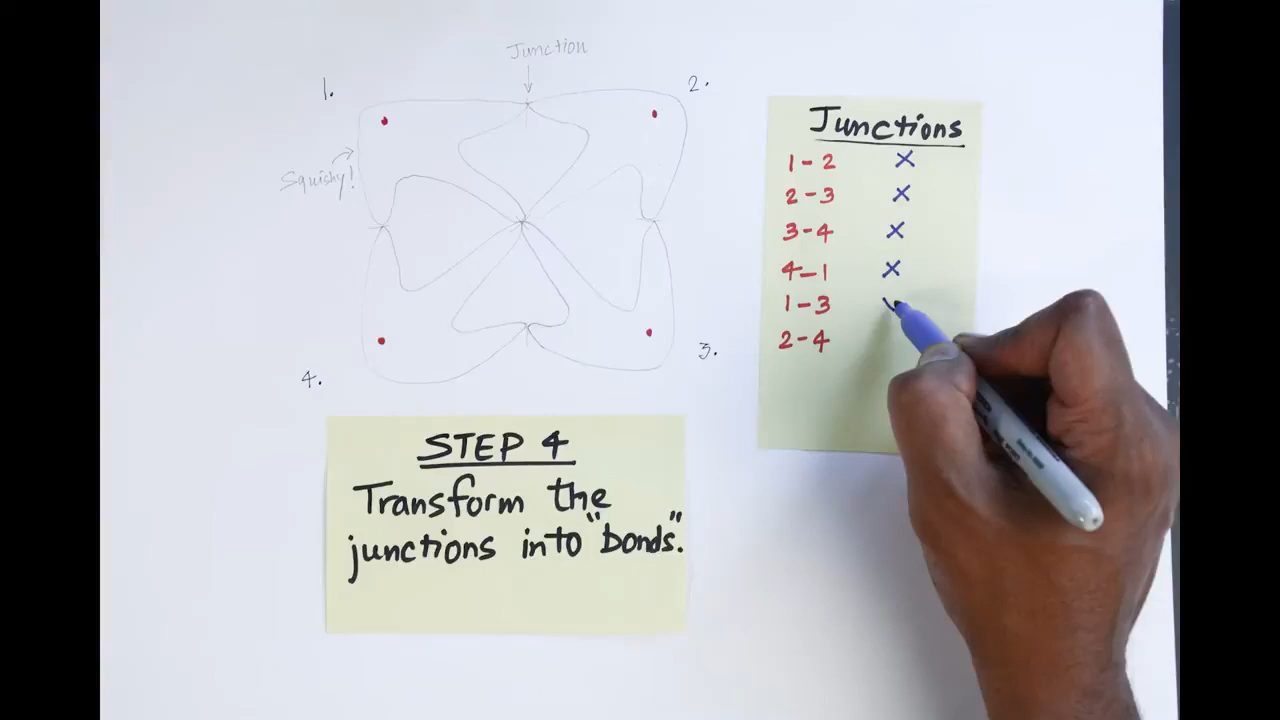 Junction
1.
2.
Squishy!
4.
3.
Junctions
1-2 ×
2-3 ×
3-4 ×
4-1 ×
1-3
2-4
STEP 4
Transform the
junctions into "bonds".